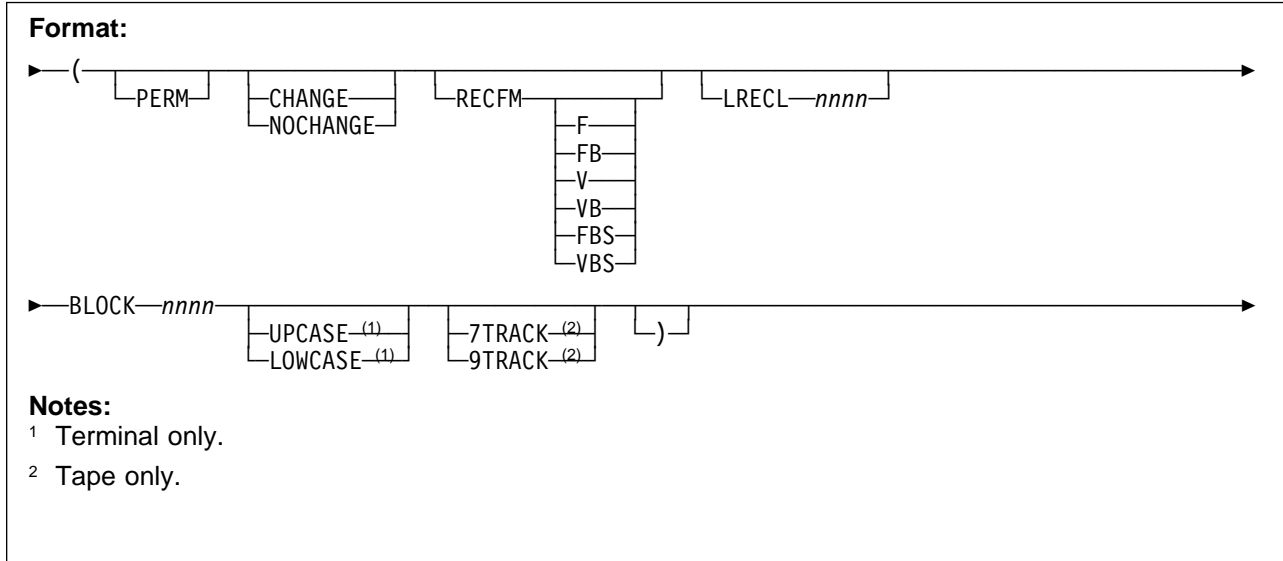 Format:
(
PERM CHANGE RECFM LRECL nnnn
NOCHANGE F
FB
V
VB
FBS
VBS
BLOCK nnnn
UPCASE (1) 7TRACK (2) )
LOWCASE (1) 9TRACK (2)
Notes:
1 Terminal only.
2 Tape only.